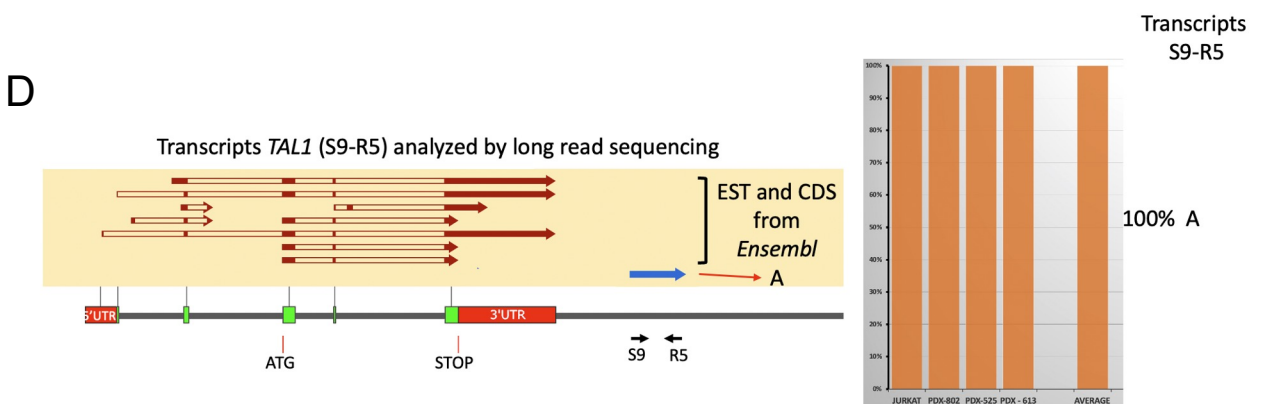 D
Transcripts TAL1 (S9-R5) analyzed by long read sequencing
EST and CDS
from
Ensembl
A
5'UTR
3'UTR
ATG
STOP
S9
R5
Transcripts
S9-R5
100%
90%
80%
70%
60%
50%
40%
30%
20%
10%
0%
JURKAT PDX-802 PDX-525 PDX - 613 AVERAGE
100% A